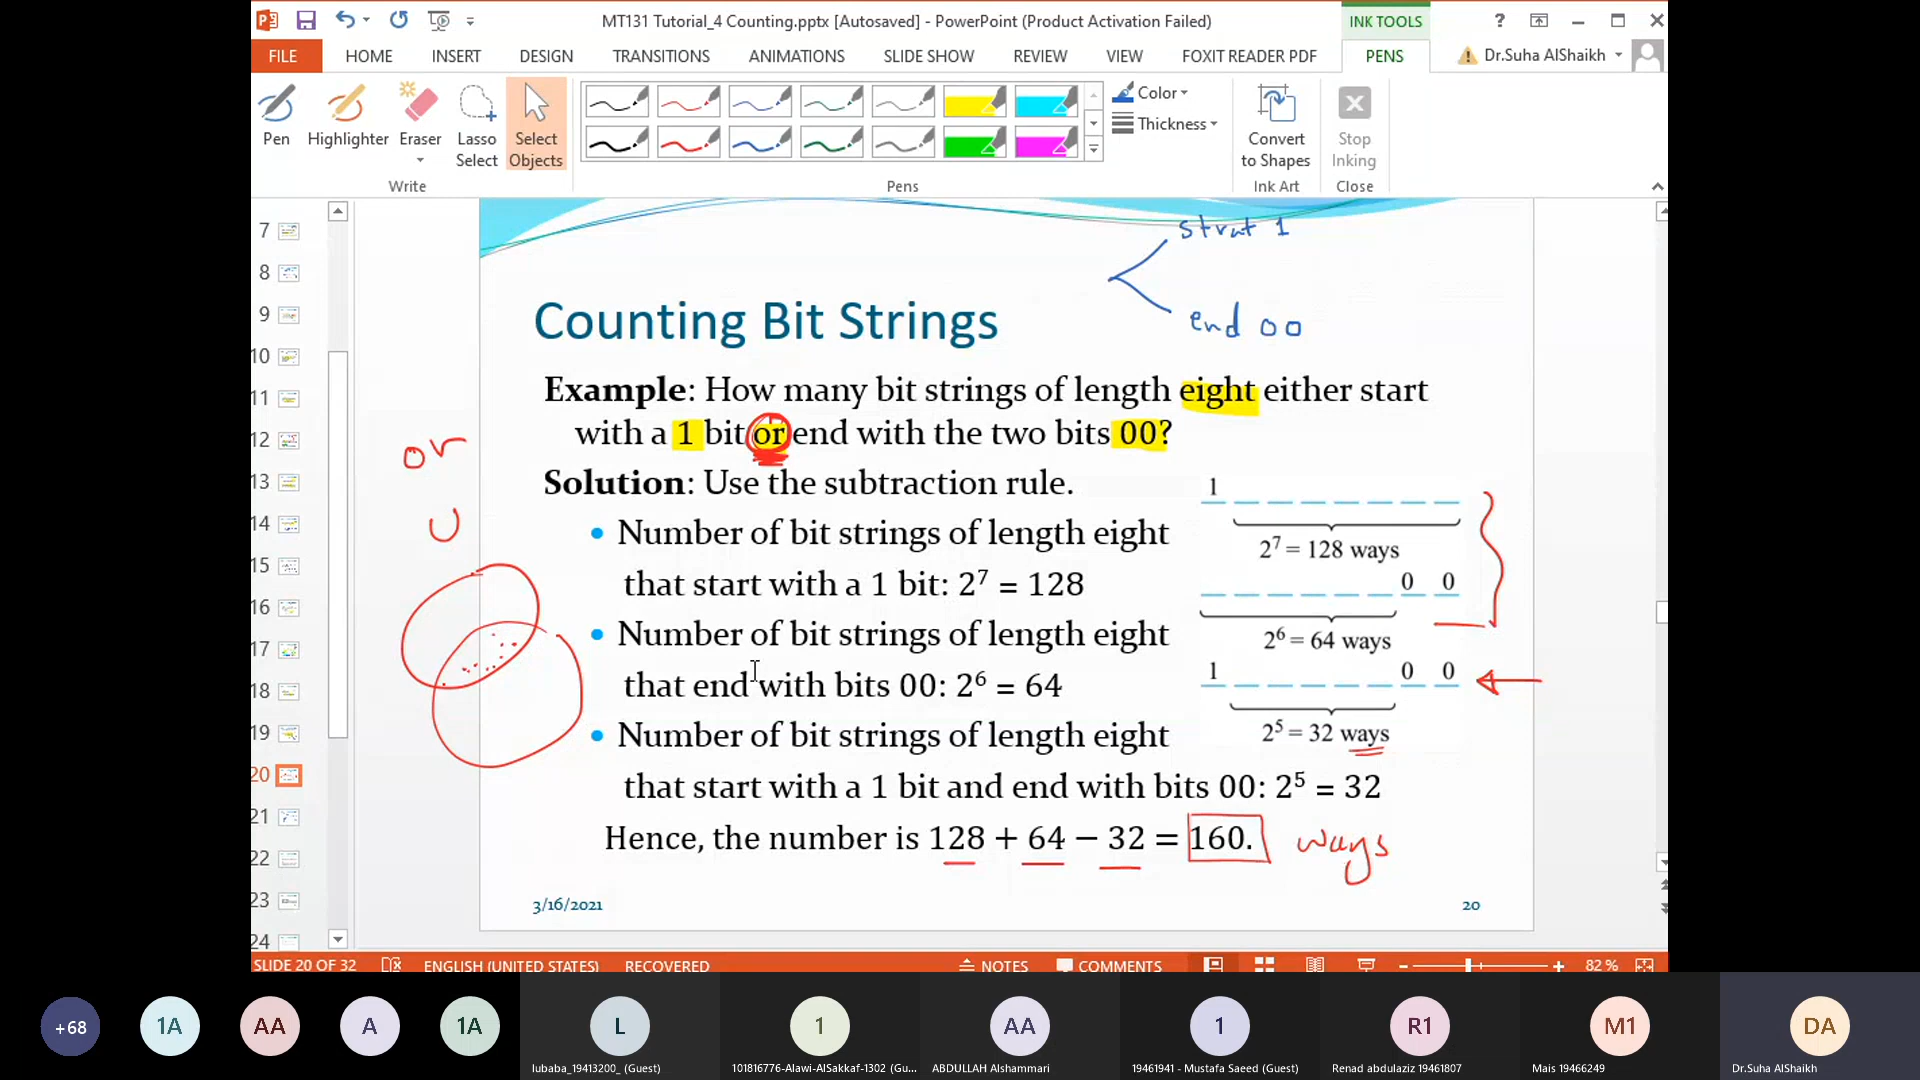 MT131 Tutorial_4 Counting.pptx [Autosaved] - PowerPoint (Product Activation Failed)
INK TOOLS
?
FILE HOME INSERT DESIGN TRANSITIONS ANIMATIONS SLIDE SHOW REVIEW VIEW FOXIT READER PDF PENS
Dr.Suha AlShaikh
Pen
Highlighter
Eraser
Lasso
Select
Select
Objects
Color
Thickness
Convert
to Shapes
Stop
Inking
Write
Pens
Ink Art
Close
7
8
9
10
11
12
13
14
15
16
17
18
19
20
21
22
23
24
strat 1
end 00
Counting Bit Strings
Example: How many bit strings of length eight either start
with a 1 bit or end with the two bits 00?
or
U
Solution: Use the subtraction rule.
• Number of bit strings of length eight
that start with a 1 bit: 2⁷ = 128
• Number of bit strings of length eight
that end with bits 00: 2⁶ = 64
• Number of bit strings of length eight
that start with a 1 bit and end with bits 00: 2⁵ = 32
Hence, the number is 128 + 64 − 32 = 160. ways
1
2⁷ = 128 ways
0 0
2⁶ = 64 ways
1 0 0
2⁵ = 32 ways
3/16/2021
20
SLIDE 20 OF 32 ENGLISH (UNITED STATES) RECOVERED NOTES COMMENTS 82 %
+68
1A
AA
A
1A
L
1
AA
1
R1
M1
DA
lubaba_19413200_ (Guest)
101816776-Alawi-AlSakkaf-1302 (Gu...
ABDULLAH Alshammari
19461941 - Mustafa Saeed (Guest)
Renad abdulaziz 19461807
Mais 19466249
Dr.Suha AlShaikh